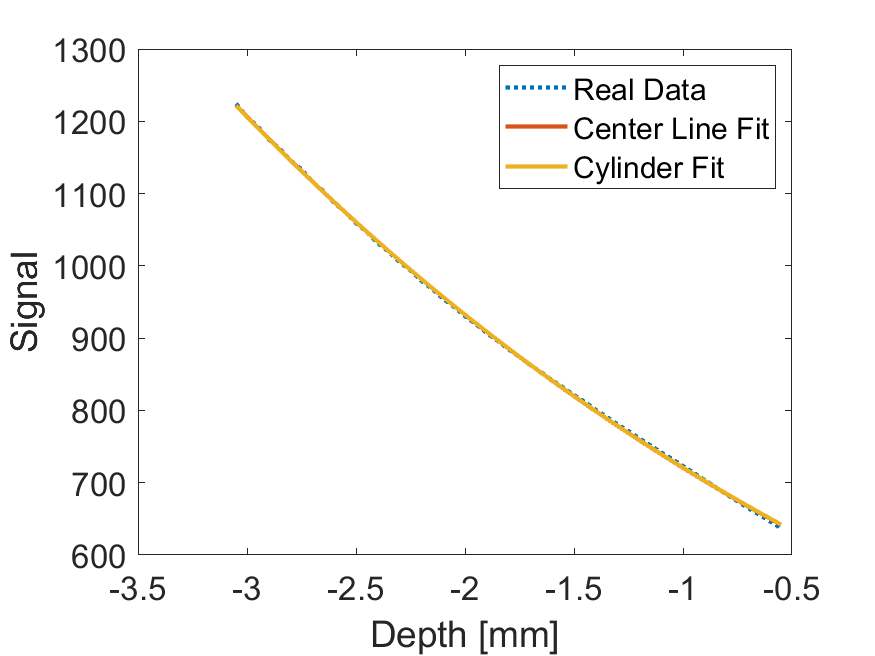 1300
1200
1100
1000
900
800
700
600
-3.5 -3 -2.5 -2 -1.5 -1 -0.5
Signal
Depth [mm]
Real Data
Center Line Fit
Cylinder Fit